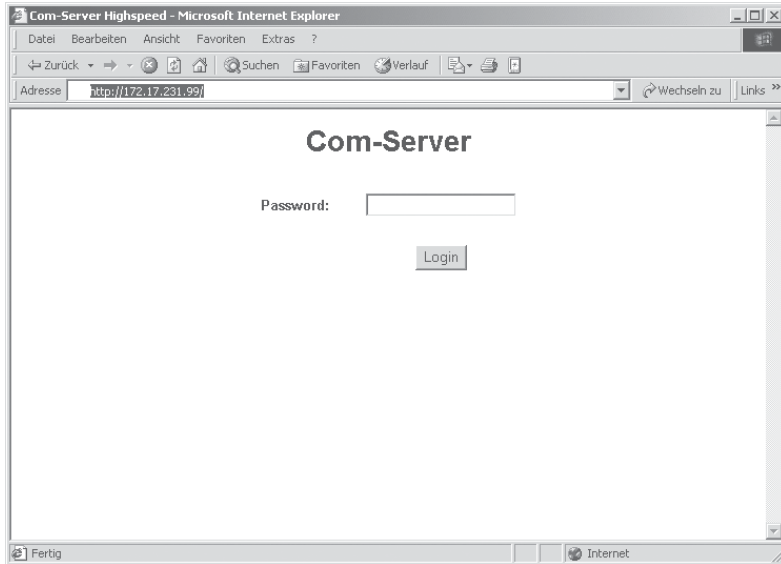 Com-Server Highspeed - Microsoft Internet Explorer
Datei Bearbeiten Ansicht Favoriten Extras ?
Zurück Suchen Favoriten Verlauf
Adresse http://172.17.231.99/ Wechseln zu Links »
Com-Server
Password:
Login
Fertig Internet